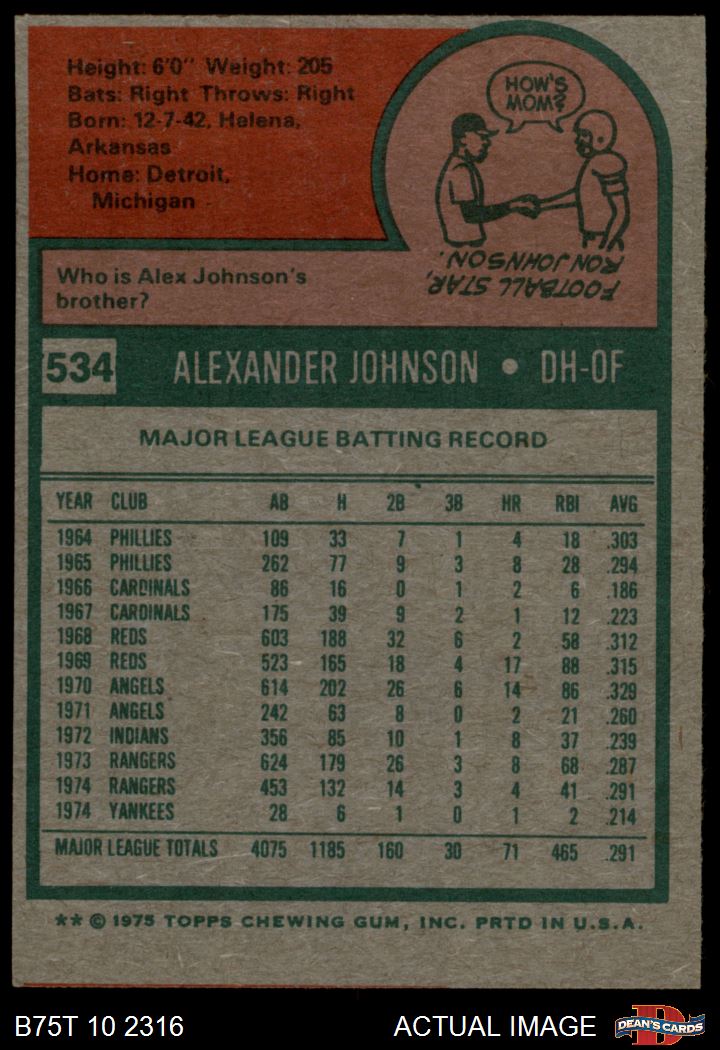 Height: 6'0" Weight: 205
Bats: Right Throws: Right
Born: 12-7-42, Helena,
Arkansas
Home: Detroit,
Michigan
HOW'S
MOM?
Who is Alex Johnson's
brother?
FOOTBALL STAR,
RON JOHNSON.
534 ALEXANDER JOHNSON • DH-OF
MAJOR LEAGUE BATTING RECORD
YEAR CLUB AB H 2B 3B HR RBI AVG
1964 PHILLIES 109 33 7 1 4 18 .303
1965 PHILLIES 262 77 9 3 8 28 .294
1966 CARDINALS 86 16 0 1 2 6 .186
1967 CARDINALS 175 39 9 2 1 12 .223
1968 REDS 603 188 32 6 2 58 .312
1969 REDS 523 165 18 4 17 88 .315
1970 ANGELS 614 202 26 6 14 86 .329
1971 ANGELS 242 63 8 0 2 21 .260
1972 INDIANS 356 85 10 1 8 37 .239
1973 RANGERS 624 179 26 3 8 68 .287
1974 RANGERS 453 132 14 3 4 41 .291
1974 YANKEES 28 6 1 0 1 2 .214
MAJOR LEAGUE TOTALS 4075 1185 160 30 71 465 .291
** © 1975 TOPPS CHEWING GUM, INC. PRTD IN U.S.A.
B75T 10 2316 ACTUAL IMAGE DEAN'S CARDS